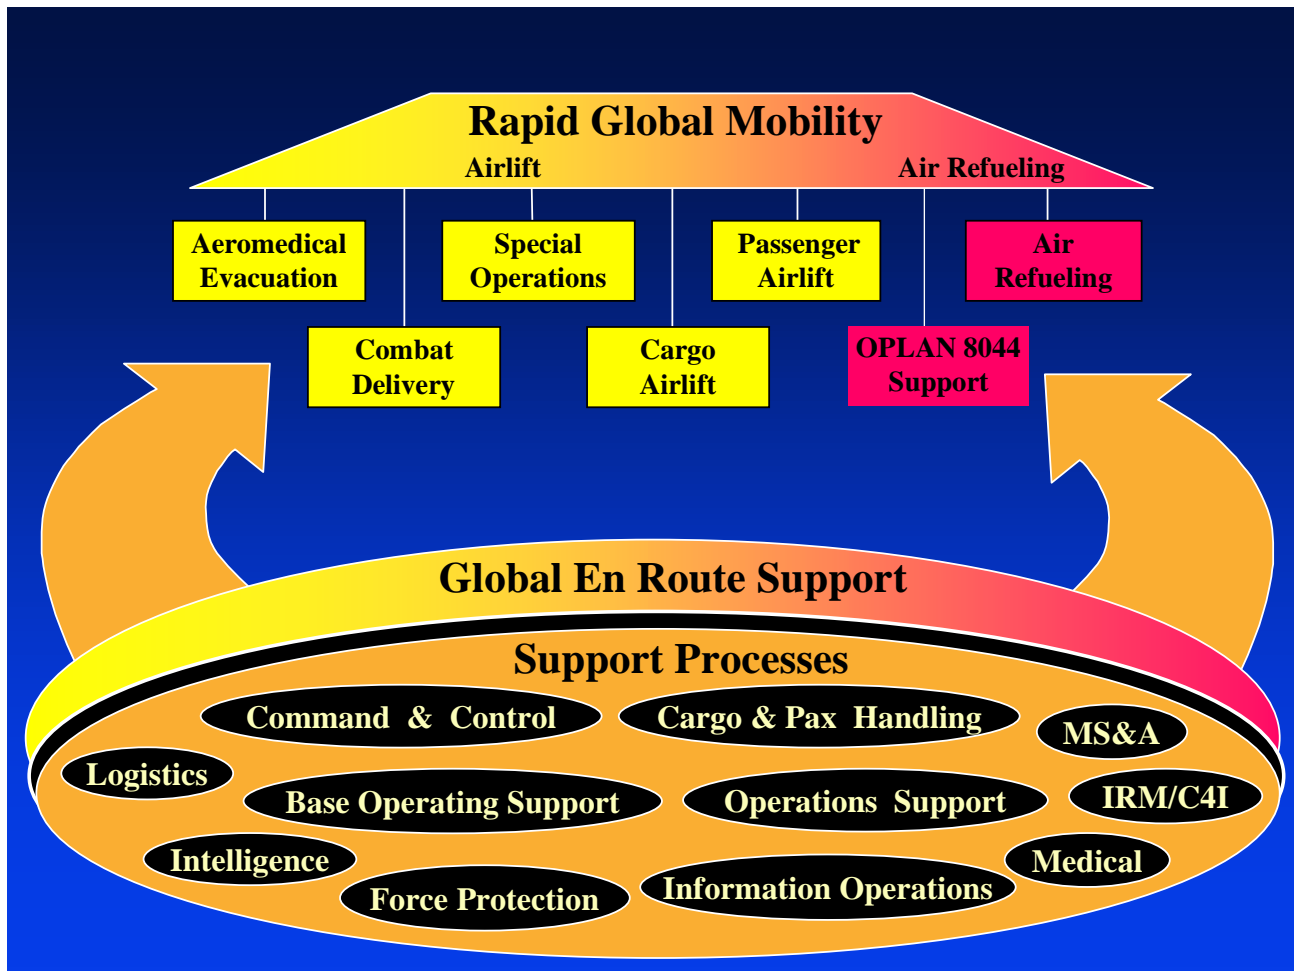 Rapid Global Mobility
Airlift
Air Refueling
Aeromedical
Evacuation
Special
Operations
Passenger
Airlift
Air
Refueling
Combat
Delivery
Cargo
Airlift
OPLAN 8044
Support
Global En Route Support
Support Processes
Command & Control
Cargo & Pax Handling
MS&A
Logistics
Base Operating Support
Operations Support
IRM/C4I
Intelligence
Force Protection
Information Operations
Medical